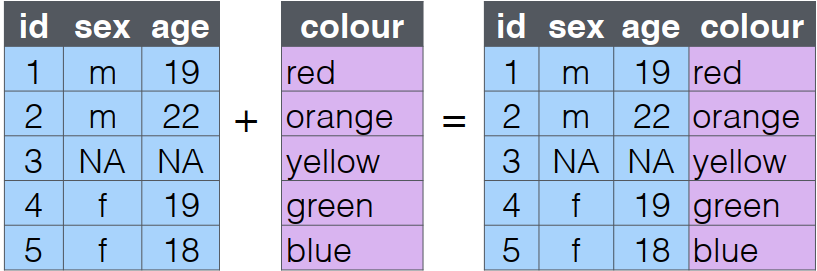 id sex age colour id sex age colour
1 m 19 red 1 m 19 red
2 m 22 orange 2 m 22 orange
3 NA NA + yellow = 3 NA NA yellow
4 f 19 green 4 f 19 green
5 f 18 blue 5 f 18 blue